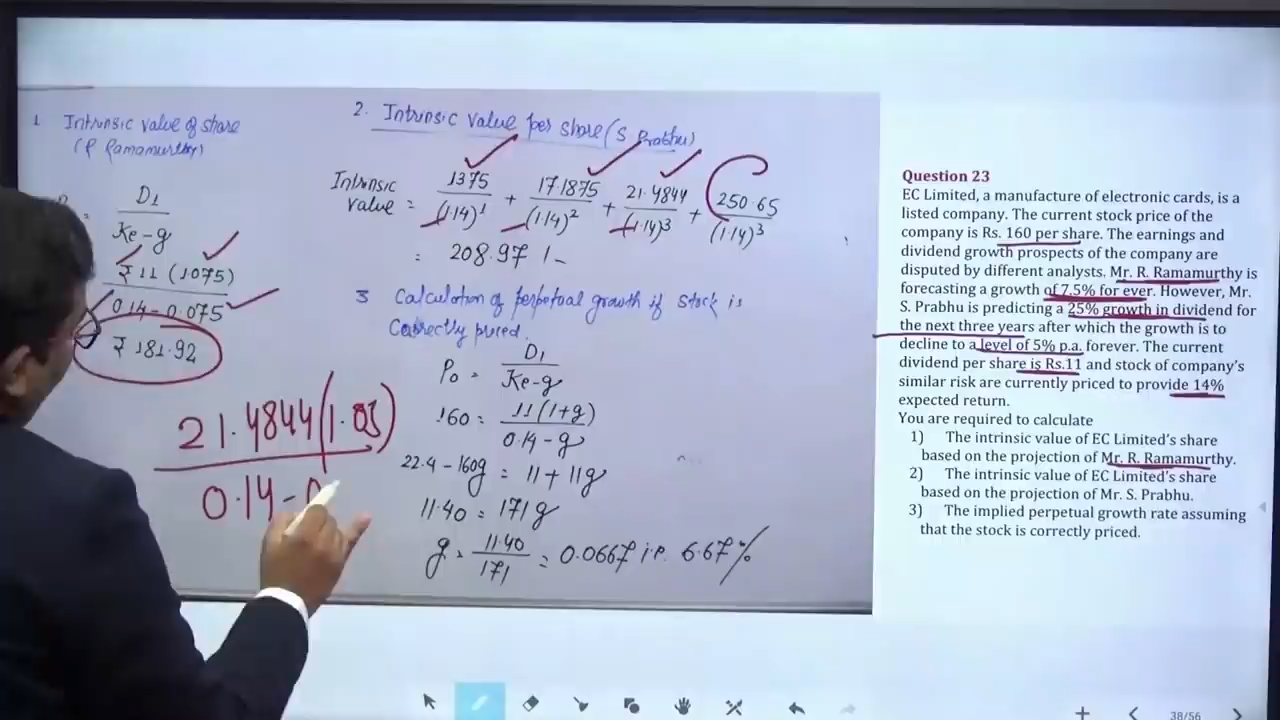 1 Intrinsic value of share
(R Ramamurthy)
= D1
Ke-g
₹11 (1.075)
0.14-0.075
₹181.92
21.4844(1.05)
0.14-0
2. Intrinsic value per share (S Prabhu)
Intrinsic value = 1375/(1.14)¹ + 17.1875/(1.14)² + 21.4844/(1.14)³ + 250.65/(1.14)³
= 208.97/-
3 Calculation of perpetual growth if stock is
Correctly priced.
P0 = D1/Ke-g
160 = 11(1+g)/0.14-g
22.4-160g = 11+11g
11.40 = 171g
g = 11.40/171 = 0.0667 i.e. 6.67%
Question 23
EC Limited, a manufacture of electronic cards, is a
listed company. The current stock price of the
company is Rs. 160 per share. The earnings and
dividend growth prospects of the company are
disputed by different analysts. Mr. R. Ramamurthy is
forecasting a growth of 7.5% for ever. However, Mr.
S. Prabhu is predicting a 25% growth in dividend for
the next three years after which the growth is to
decline to a level of 5% p.a. forever. The current
dividend per share is Rs.11 and stock of company's
similar risk are currently priced to provide 14%
expected return.
You are required to calculate
1) The intrinsic value of EC Limited's share
based on the projection of Mr. R. Ramamurthy.
2) The intrinsic value of EC Limited's share
based on the projection of Mr. S. Prabhu.
3) The implied perpetual growth rate assuming
that the stock is correctly priced.
38/56